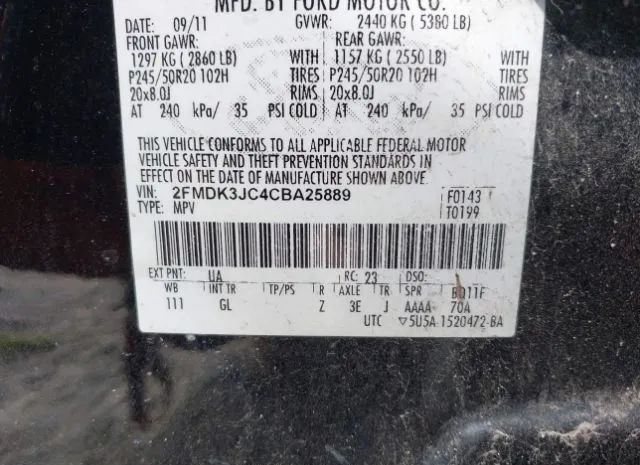 MFD. BY FORD MOTOR CO.
DATE: 09/11 GVWR: 2440 KG ( 5380 LB)
FRONT GAWR: REAR GAWR:
1297 KG ( 2860 LB) WITH 1157 KG ( 2550 LB) WITH
P245/50R20 102H TIRES P245/50R20 102H TIRES
20x8.0J RIMS 20x8.0J RIMS
AT 240 kPa/ 35 PSI COLD AT 240 kPa/ 35 PSI COLD
THIS VEHICLE CONFORMS TO ALL APPLICABLE FEDERAL MOTOR
VEHICLE SAFETY AND THEFT PREVENTION STANDARDS IN
EFFECT ON THE DATE OF MANUFACTURE SHOWN ABOVE.
VIN: 2FMDK3JC4CBA25889 F0143
TYPE: MPV T0199
EXT PNT: UA RC: 23 DSO:
WB INT TR TP/PS R AXLE TR SPR BD11F
111 GL Z 3E J AAAA 70A
UTC ▽5U5A-1520472-BA